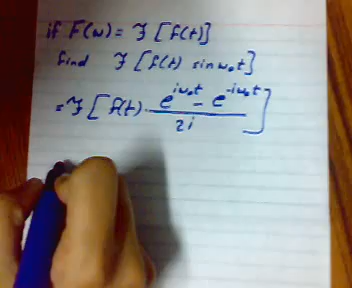 if F(ω) = ℱ [f(t)]
find ℱ [f(t) sin ω₀t]
= ℱ [ f(t) (e^{iω₀t} - e^{-iω₀t}) / 2i ]